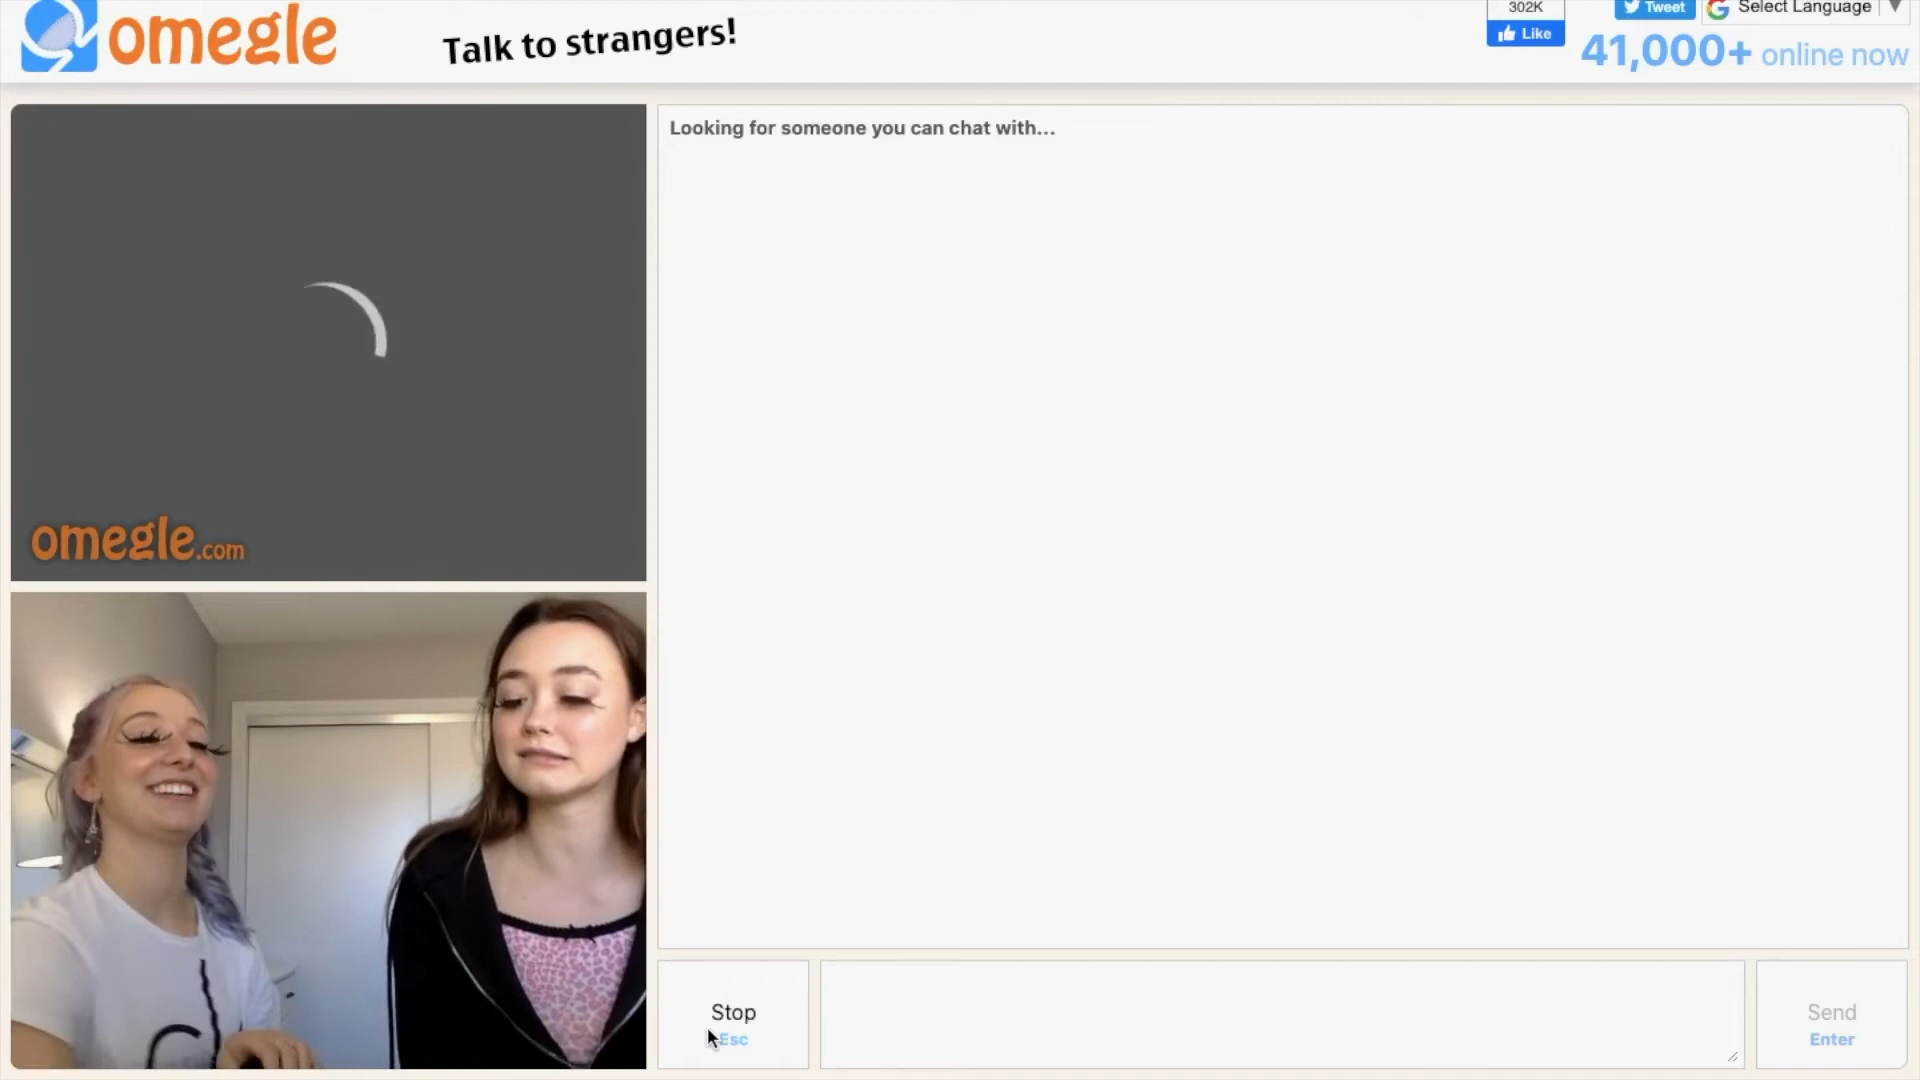 omegle
Talk to strangers!
302K
Like
Tweet
Select Language
41,000+ online now
Looking for someone you can chat with...
omegle.com
Stop
Esc
Send
Enter